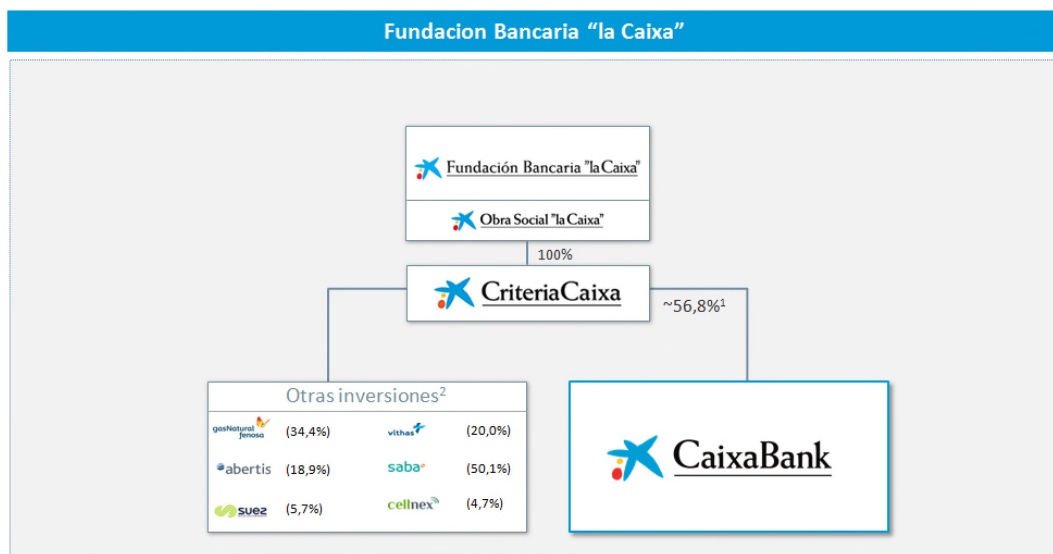 Fundacion Bancaria “la Caixa”
Fundación Bancaria "la Caixa"
Obra Social "la Caixa"
100%
CriteriaCaixa
~56,8%¹
Otras inversiones²
gasNatural
fenosa
(34,4%)
vithas
(20,0%)
abertis
(18,9%)
saba
(50,1%)
suez
(5,7%)
cellnex
(4,7%)
CaixaBank